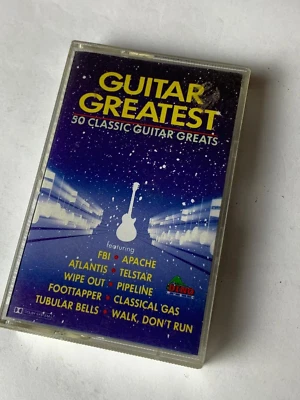 GUITAR
GREATEST
50 CLASSIC GUITAR GREATS
featuring
FBI • APACHE
ATLANTIS • TELSTAR
WIPE OUT • PIPELINE
FOOTTAPPER • CLASSICAL GAS
TUBULAR BELLS • WALK, DON'T RUN